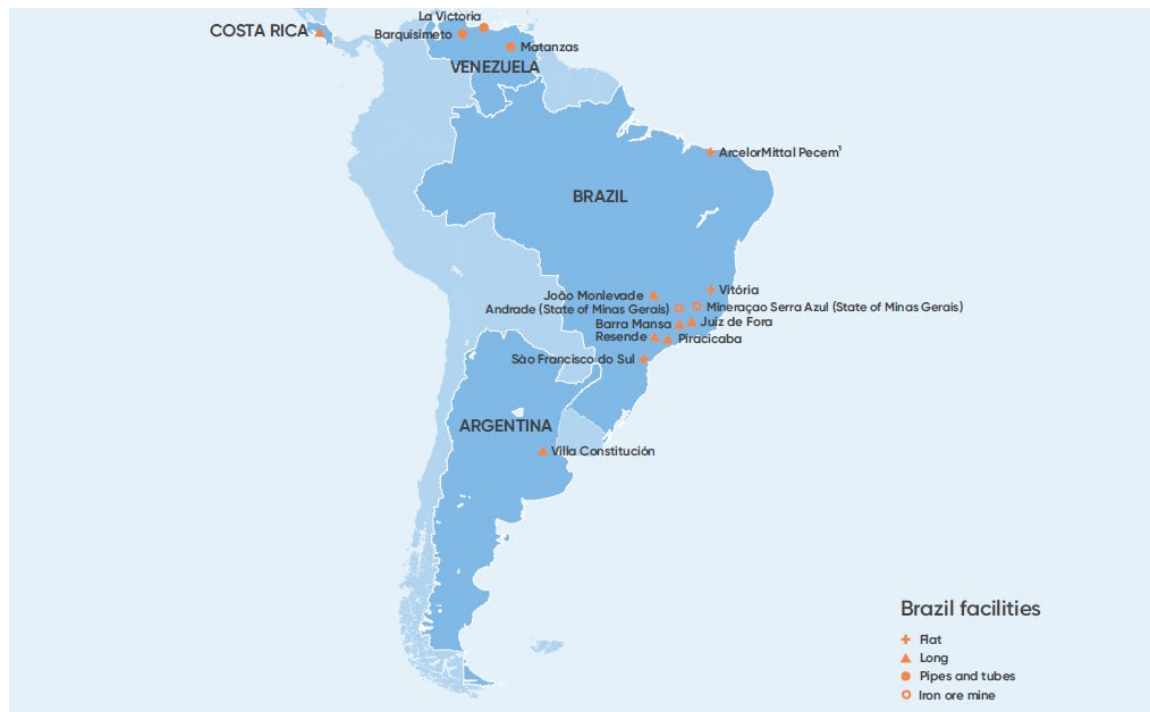 La Victoria
COSTA RICA
Barquisimeto
Matanzas
VENEZUELA
ArcelorMittal Pecem¹
BRAZIL
Vitória
João Monlevade
Andrade (State of Minas Gerais)
Mineraçao Serra Azul (State of Minas Gerais)
Barra Mansa
Juiz de Fora
Resende
Piracicaba
São Francisco do Sul
ARGENTINA
Villa Constitución
Brazil facilities
Flat
Long
Pipes and tubes
Iron ore mine